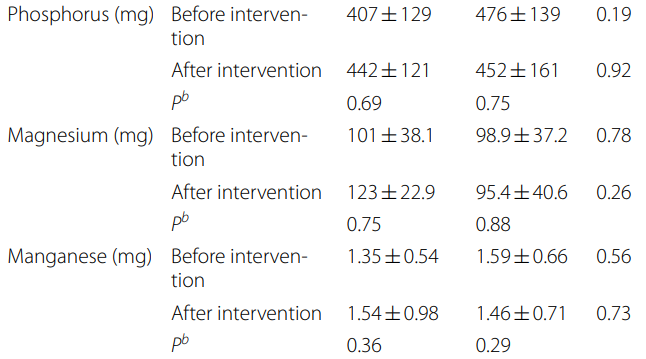 Phosphorus (mg) Before interven- 407±129 476±139 0.19
tion
After intervention 442±121 452±161 0.92
Pb 0.69 0.75
Magnesium (mg) Before interven- 101±38.1 98.9±37.2 0.78
tion
After intervention 123±22.9 95.4±40.6 0.26
Pb 0.75 0.88
Manganese (mg) Before interven- 1.35±0.54 1.59±0.66 0.56
tion
After intervention 1.54±0.98 1.46±0.71 0.73
Pb 0.36 0.29